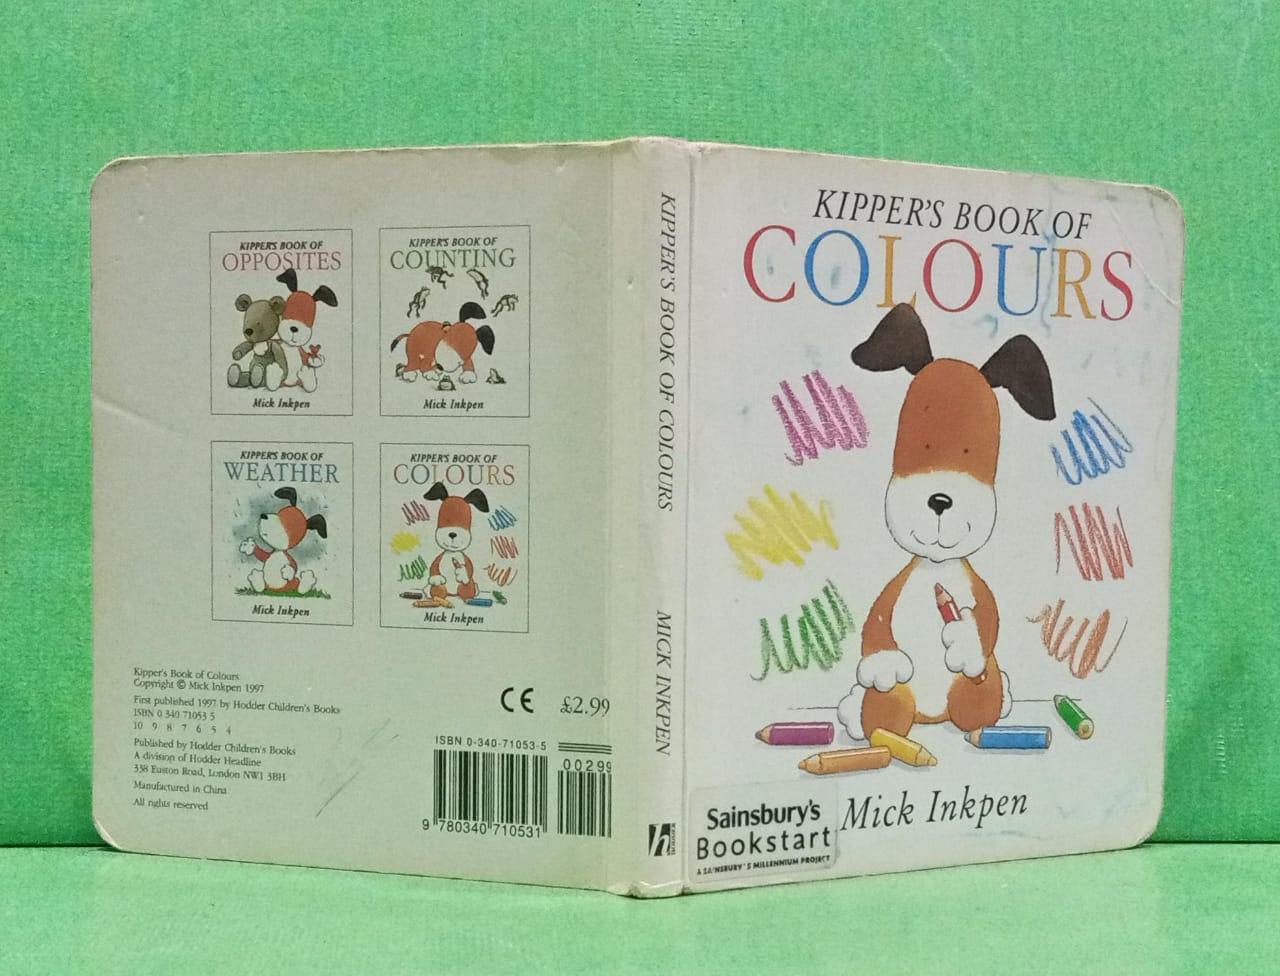 KIPPER'S BOOK OF
OPPOSITES
Mick Inkpen
KIPPER'S BOOK OF
COUNTING
Mick Inkpen
KIPPER'S BOOK OF
WEATHER
Mick Inkpen
KIPPER'S BOOK OF
COLOURS
Mick Inkpen
Kipper's Book of Colours
Copyright © Mick Inkpen 1997
First published 1997 by Hodder Children's Books
ISBN 0 340 71053 5
10 9 8 7 6 5 4
Published by Hodder Children's Books
A division of Hodder Headline
338 Euston Road, London NW1 3BH
Manufactured in China
All rights reserved
CE £2.99
ISBN 0-340-71053-5
00299
9 780340 710531
KIPPER'S BOOK OF COLOURS MICK INKPEN
h
KIPPER'S BOOK OF
COLOURS
Mick Inkpen
Sainsbury's
Bookstart
A SAINSBURY'S MILLENNIUM PROJECT